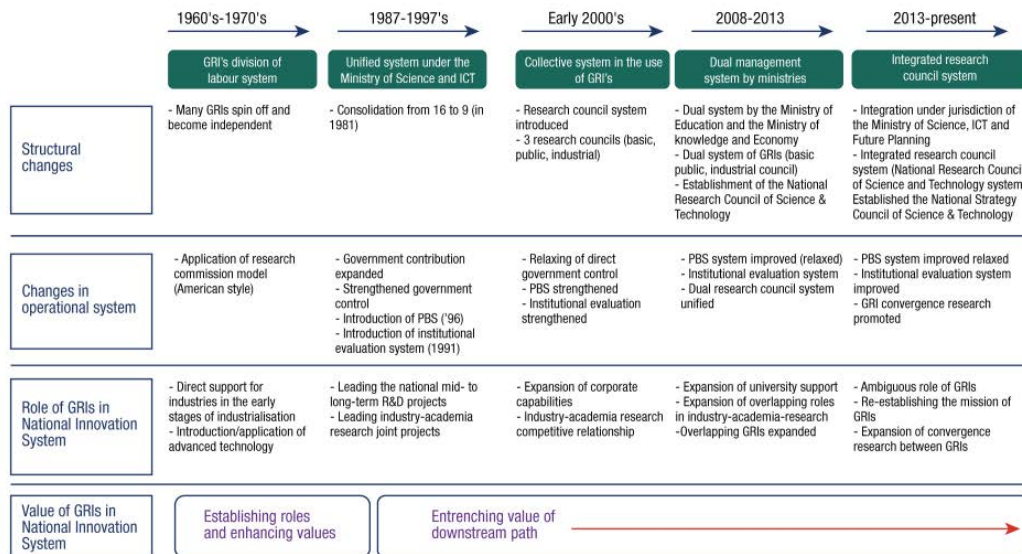 1960's-1970's
1987-1997's
Early 2000's
2008-2013
2013-present
GRI's division of
labour system
Unified system under the
Ministry of Science and ICT
Collective system in the use
of GRI's
Dual management
system by ministries
Integrated research
council system
Structural
changes
- Many GRIs spin off and
become independent
- Consolidation from 16 to 9 (in
1981)
- Research council system
introduced
- 3 research councils (basic,
public, industrial)
- Dual system by the Ministry of
Education and the Ministry of
knowledge and Economy
- Dual system of GRIs (basic
public, industrial council)
- Establishment of the National
Research Council of Science &
Technology
- Integration under jurisdiction of
the Ministry of Science, ICT and
Future Planning
- Integrated research council
system (National Research Counci
of Science and Technology system
Established the National Strategy
Council of Science & Technology
Changes in
operational system
- Application of research
commission model
(American style)
- Government contribution
expanded
- Strengthened government
control
- Introduction of PBS ('96)
- Introduction of institutional
evaluation system (1991)
- Relaxing of direct
government control
- PBS strengthened
- Institutional evaluation
strengthened
- PBS system improved (relaxed)
- Institutional evaluation system
- Dual research council system
unified
- PBS system improved relaxed
- Institutional evaluation system
improved
- GRI convergence research
promoted
Role of GRIs in
National Innovation
System
- Direct support for
industries in the early
stages of industrialisation
- Introduction/application of
advanced technology
- Leading the national mid- to
long-term R&D projects
- Leading industry-academia
research joint projects
- Expansion of corporate
capabilities
- Industry-academia research
competitive relationship
- Expansion of university support
- Expansion of overlapping roles
in industry-academia-research
-Overlapping GRIs expanded
- Ambiguous role of GRIs
- Re-establishing the mission of
GRIs
- Expansion of convergence
research between GRIs
Value of GRIs in
National Innovation
System
Establishing roles
and enhancing values
Entrenching value of
downstream path